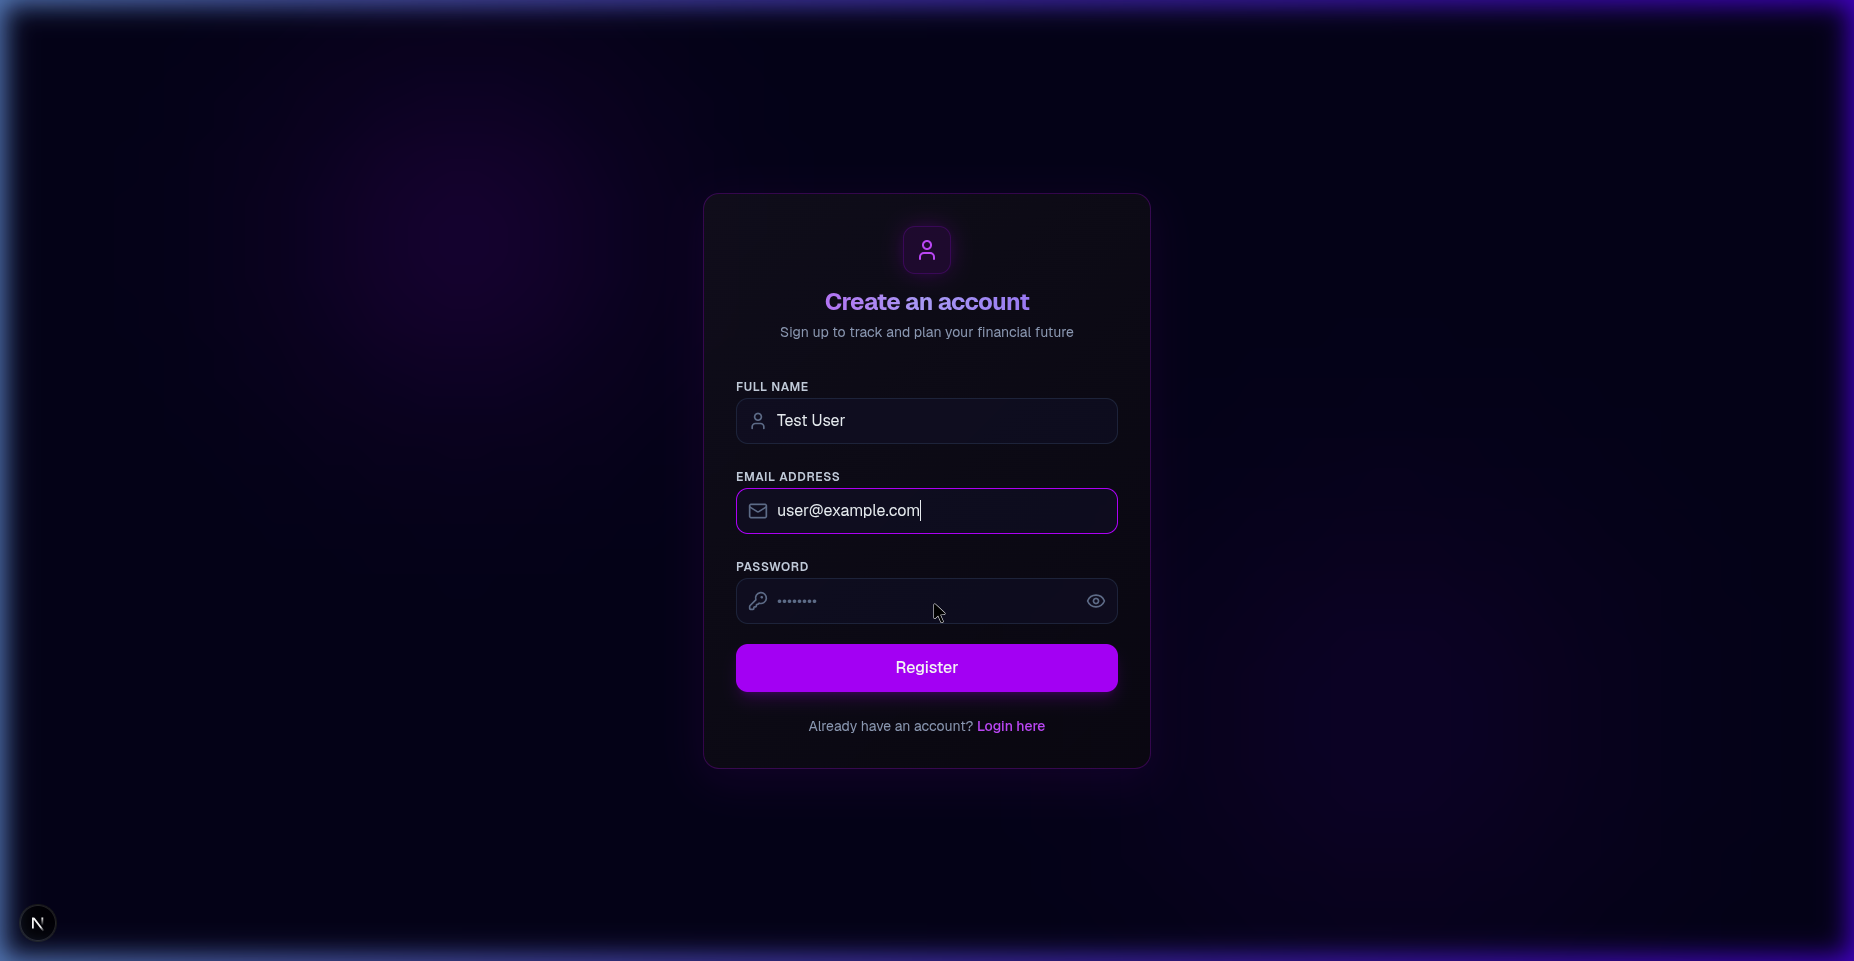 Create an account
Sign up to track and plan your financial future
FULL NAME
Test User
EMAIL ADDRESS
user@example.com
PASSWORD
••••••••
Register
Already have an account? Login here
N